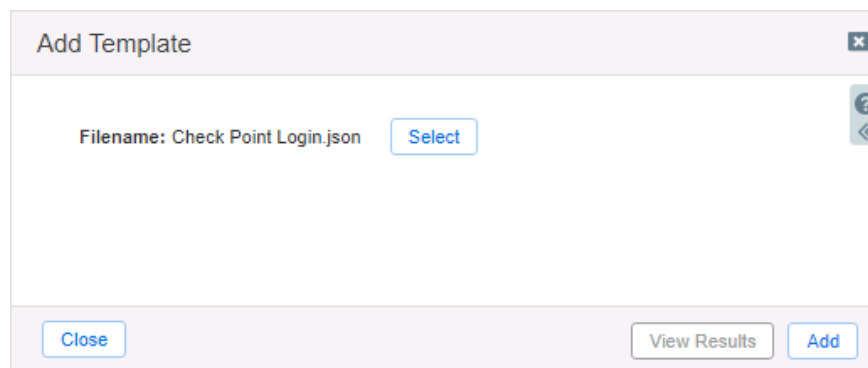 Add Template
Filename: Check Point Login.json Select
Close View Results Add